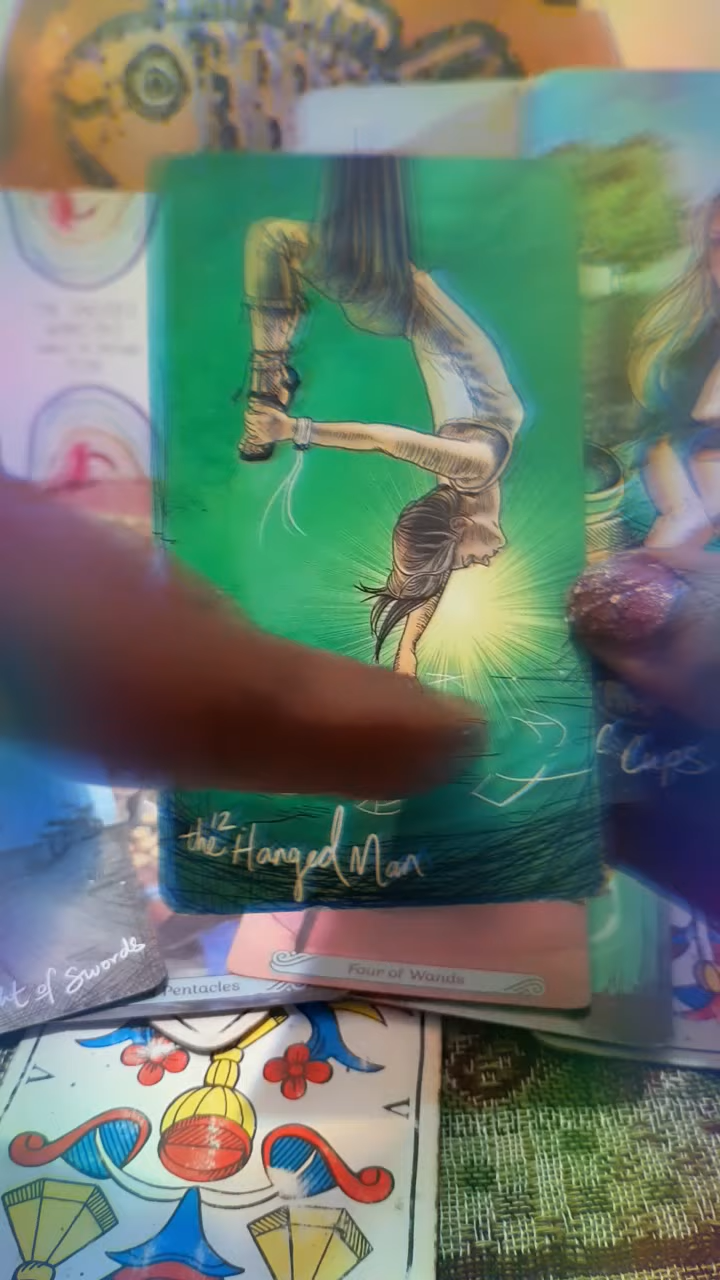 12
the Hanged Man
Cups
of Swords
Pentacles
Four of Wands
V
V